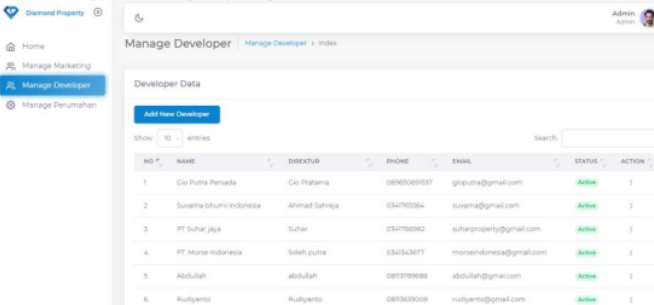 Diamond Property
Admin
Admin
Home
Manage Marketing
Manage Developer
Manage Perumahan
Manage Developer Manage Developer > Index
Developer Data
Add New Developer
Show 10 entries Search:
NO NAME DIREKTUR PHONE EMAIL STATUS ACTION
1 Gio Putra Persada Gio Pratama 089650691537 gioputra@gmail.com Active
2 Suvarna bhumi indonesia Ahmad Sahreja 0341765564 suvarna@gmail.com Active
3 PT Suhar jaya Suhar 0341786982 suharproperty@gmail.com Active
4 PT. Morse Indonesia Soleh putra 0341343677 morseindonesia@gmail.com Active
5 Abdullah abdullah 08113789688 abdullah@gmai.com Active
6 Rudiyanto Rudiyanto 08113639008 rudiyanto@gmail.com Active